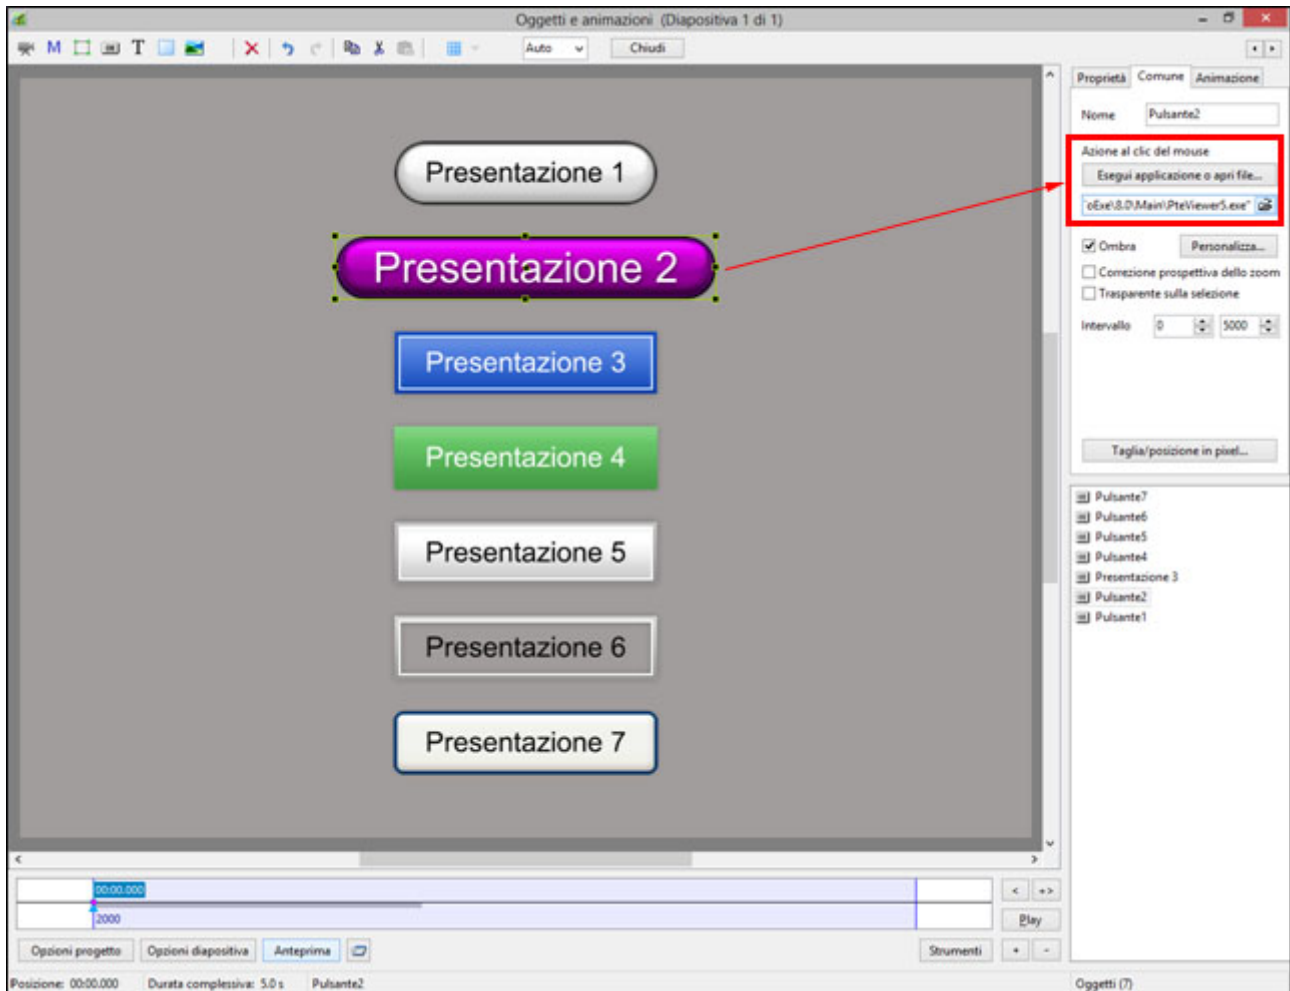 Oggetti e animazioni (Diapositiva 1 di 1)
M T Auto Chiudi
Proprietà Comune Animazione
Nome Pulsante2
Azione al clic del mouse
Esegui applicazione o apri file...
oExe\8.0\Main\PteViewer5.exe"
Ombra Personalizza...
Correzione prospettiva dello zoom
Trasparente sulla selezione
Intervallo 0 5000
Taglia/posizione in pixel...
Presentazione 1
Presentazione 2
Presentazione 3
Presentazione 4
Presentazione 5
Presentazione 6
Presentazione 7
Pulsante7
Pulsante6
Pulsante5
Pulsante4
Presentazione 3
Pulsante2
Pulsante1
00:00.000
2000
Play
Opzioni progetto Opzioni diapositiva Anteprima Strumenti + -
Posizione: 00:00.000 Durata complessiva: 5.0 s Pulsante2 Oggetti (7)